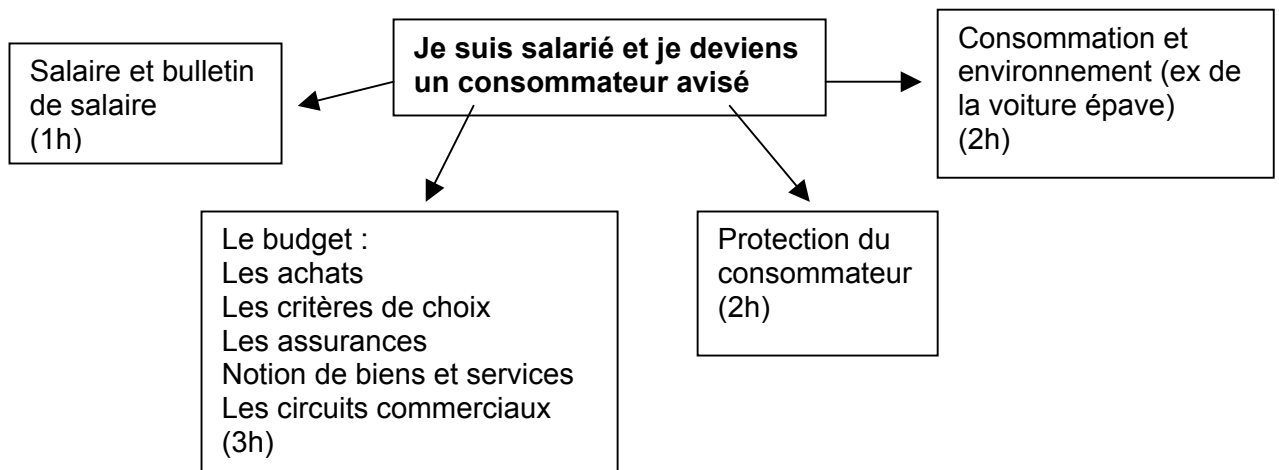 Je suis salarié et je deviens
un consommateur avisé
Salaire et bulletin
de salaire
(1h)
Consommation et
environnement (ex de
la voiture épave)
(2h)
Le budget :
Les achats
Les critères de choix
Les assurances
Notion de biens et services
Les circuits commerciaux
(3h)
Protection du
consommateur
(2h)